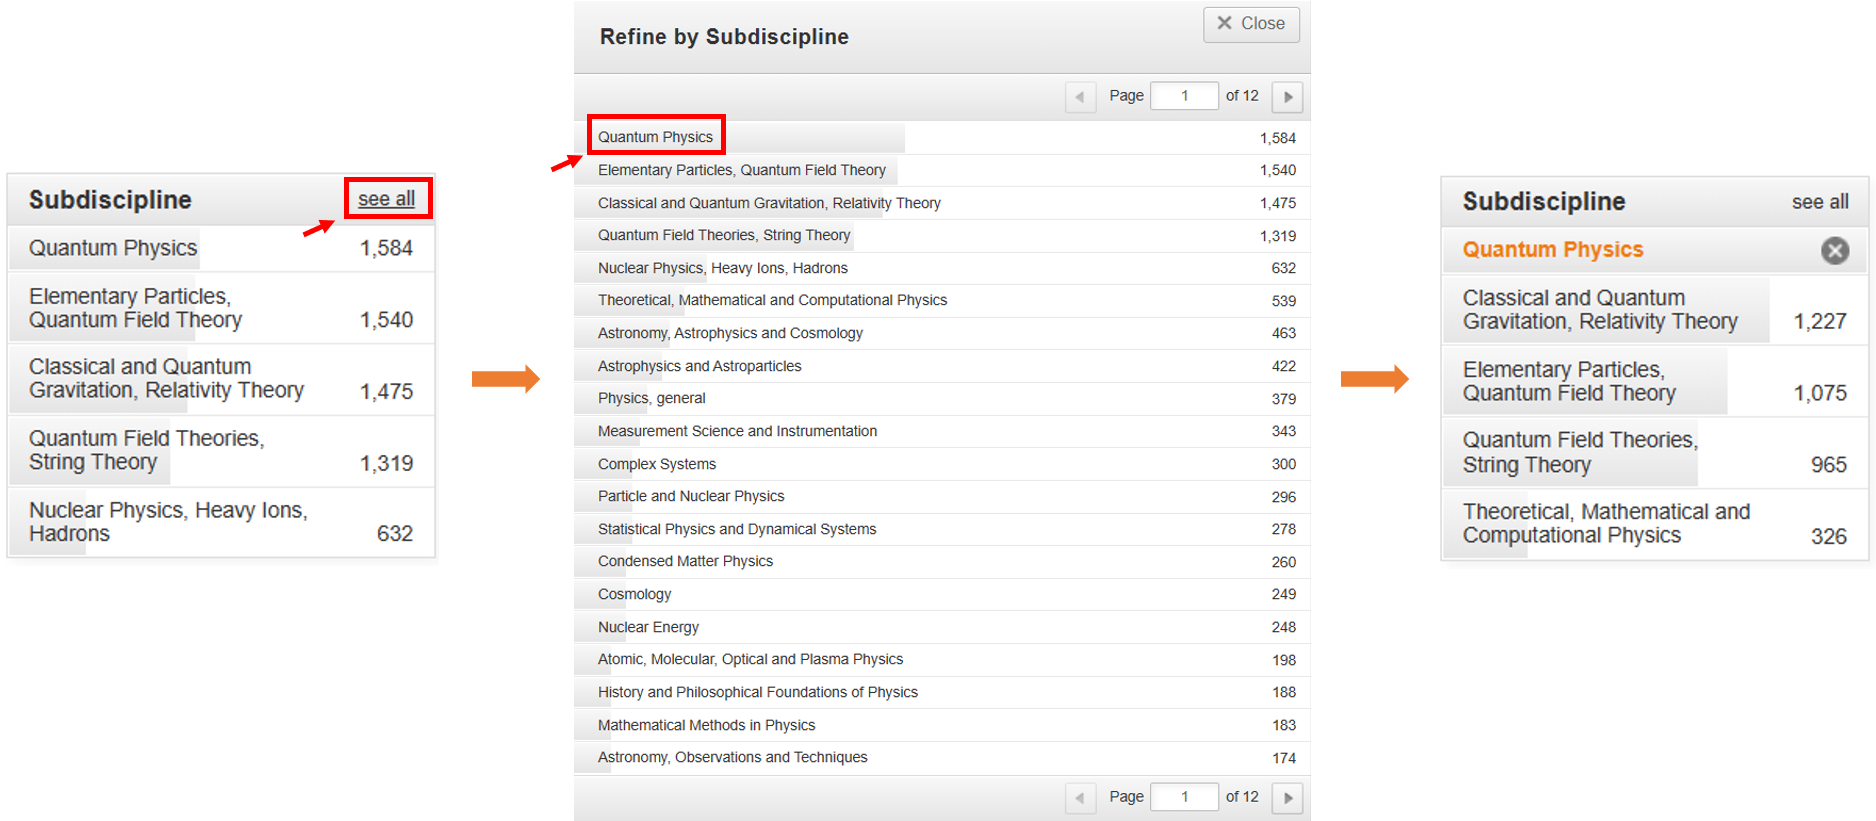 Subdiscipline see all
Quantum Physics 1,584
Elementary Particles,
Quantum Field Theory 1,540
Classical and Quantum
Gravitation, Relativity Theory 1,475
Quantum Field Theories,
String Theory 1,319
Nuclear Physics, Heavy Ions,
Hadrons 632
Refine by Subdiscipline
Close
Page 1 of 12
Quantum Physics 1,584
Elementary Particles, Quantum Field Theory 1,540
Classical and Quantum Gravitation, Relativity Theory 1,475
Quantum Field Theories, String Theory 1,319
Nuclear Physics, Heavy Ions, Hadrons 632
Theoretical, Mathematical and Computational Physics 539
Astronomy, Astrophysics and Cosmology 463
Astrophysics and Astroparticles 422
Physics, general 379
Measurement Science and Instrumentation 343
Complex Systems 300
Particle and Nuclear Physics 296
Statistical Physics and Dynamical Systems 278
Condensed Matter Physics 260
Cosmology 249
Nuclear Energy 248
Atomic, Molecular, Optical and Plasma Physics 198
History and Philosophical Foundations of Physics 188
Mathematical Methods in Physics 183
Astronomy, Observations and Techniques 174
Page 1 of 12
Subdiscipline see all
Quantum Physics
Classical and Quantum
Gravitation, Relativity Theory 1,227
Elementary Particles,
Quantum Field Theory 1,075
Quantum Field Theories,
String Theory 965
Theoretical, Mathematical and
Computational Physics 326